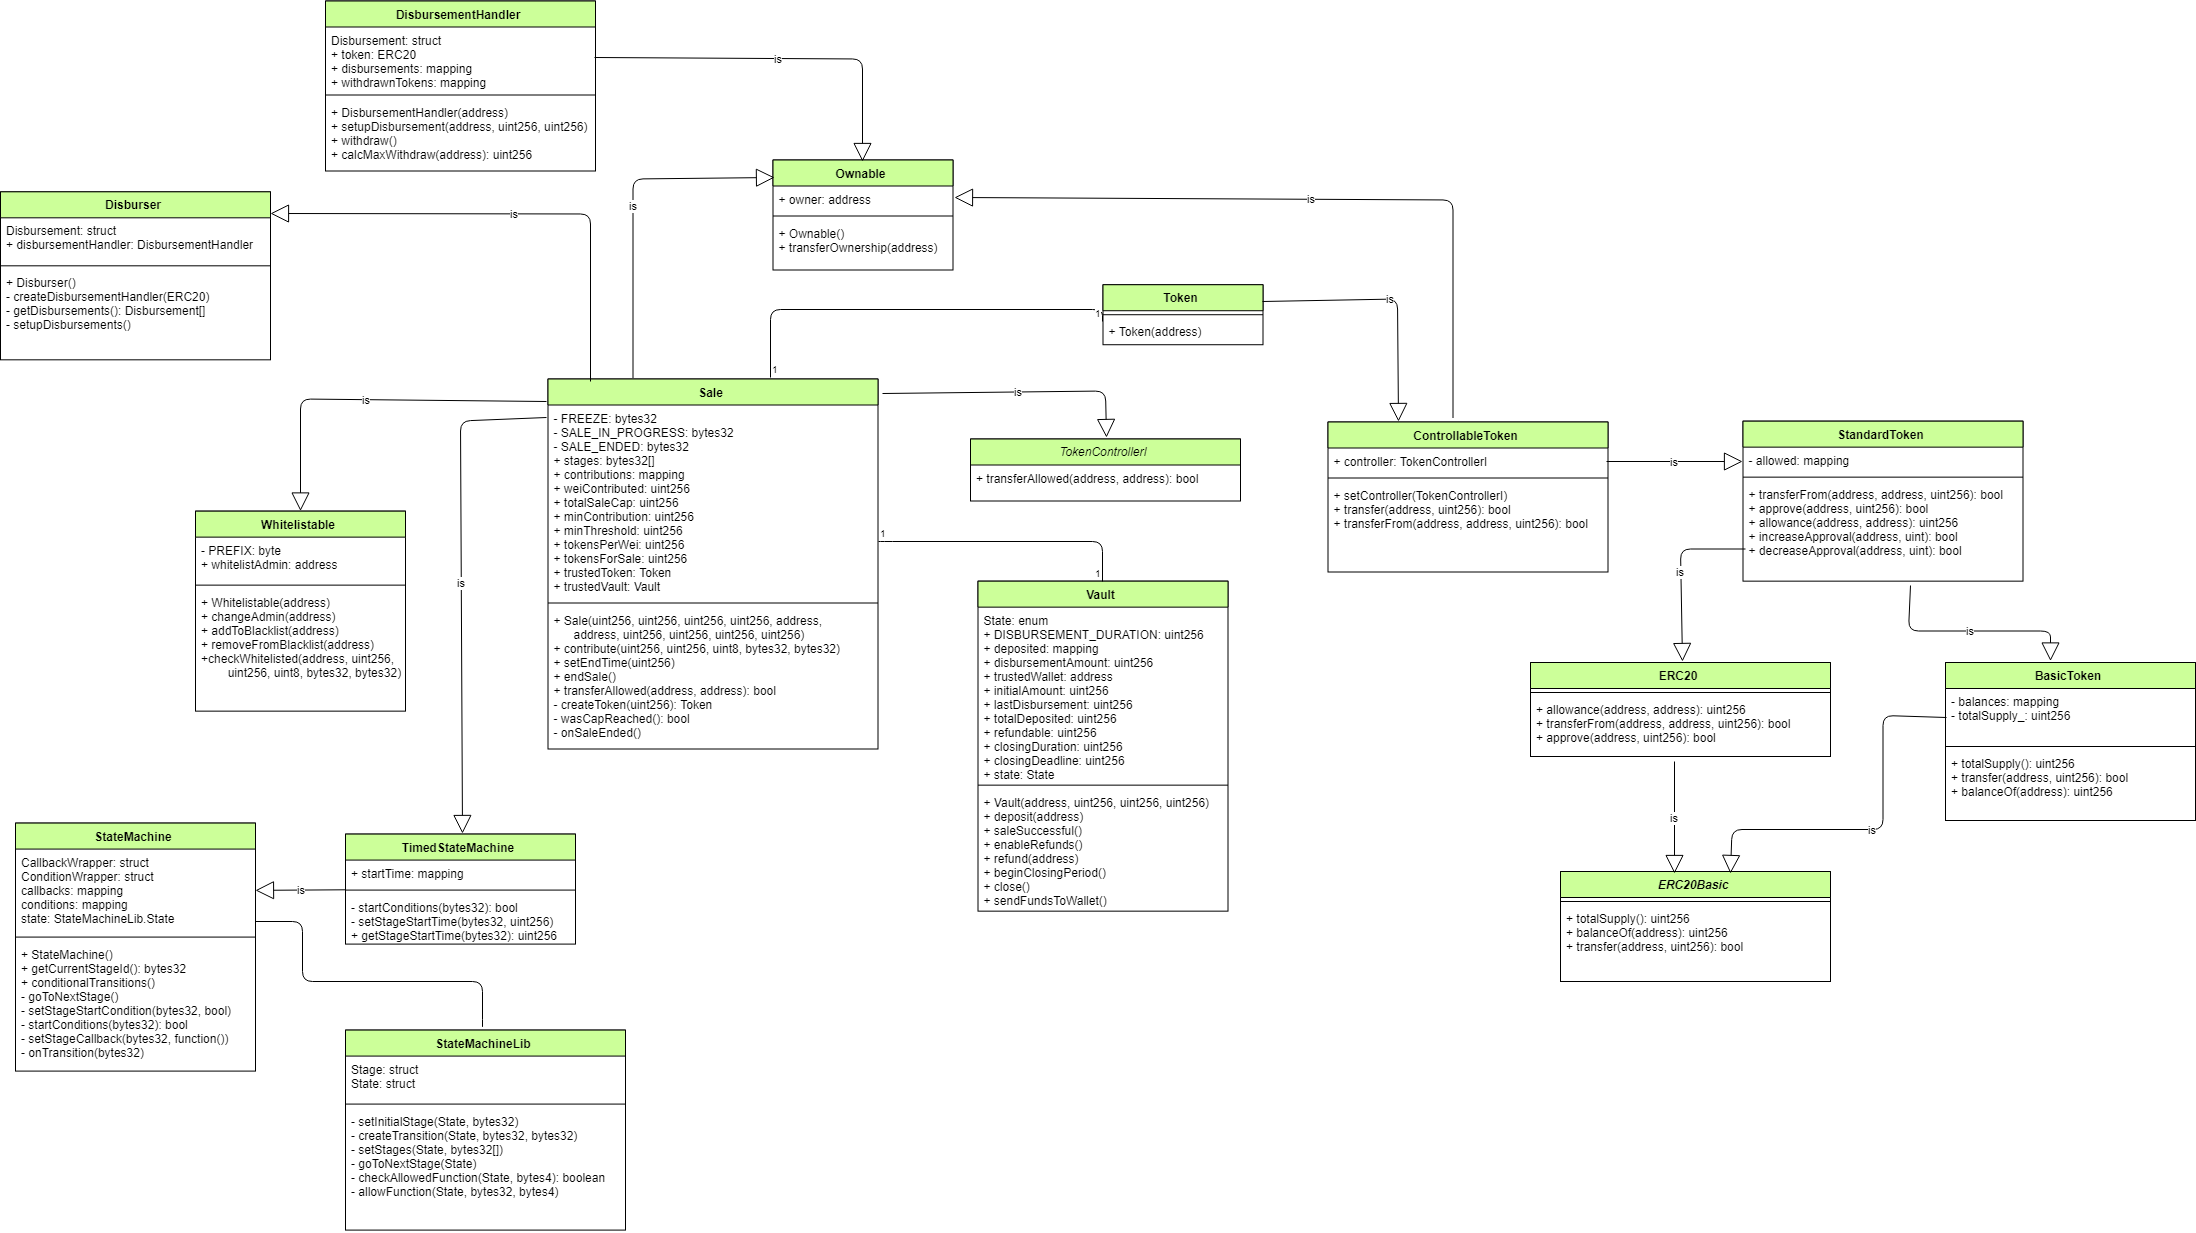 DisbursementHandler
Disbursement: struct
+ token: ERC20
+ disbursements: mapping
+ withdrawnTokens: mapping
+ DisbursementHandler(address)
+ setupDisbursement(address, uint256, uint256)
+ withdraw()
+ calcMaxWithdraw(address): uint256
is
Ownable
+ owner: address
+ Ownable()
+ transferOwnership(address)
is
is
Disburser
Disbursement: struct
+ disbursementHandler: DisbursementHandler
+ Disburser()
- createDisbursementHandler(ERC20)
- getDisbursements(): Disbursement[]
- setupDisbursements()
is
Token
+ Token(address)
is
1
1
Sale
- FREEZE: bytes32
- SALE_IN_PROGRESS: bytes32
- SALE_ENDED: bytes32
+ stages: bytes32[]
+ contributions: mapping
+ weiContributed: uint256
+ totalSaleCap: uint256
+ minContribution: uint256
+ minThreshold: uint256
+ tokensPerWei: uint256
+ tokensForSale: uint256
+ trustedToken: Token
+ trustedVault: Vault
+ Sale(uint256, uint256, uint256, uint256, address,
address, uint256, uint256, uint256, uint256)
+ contribute(uint256, uint256, uint8, bytes32, bytes32)
+ setEndTime(uint256)
+ endSale()
+ transferAllowed(address, address): bool
- createToken(uint256): Token
- wasCapReached(): bool
- onSaleEnded()
is
is
is
TokenControllerI
+ transferAllowed(address, address): bool
ControllableToken
+ controller: TokenControllerI
+ setController(TokenControllerI)
+ transfer(address, uint256): bool
+ transferFrom(address, address, uint256): bool
is
StandardToken
- allowed: mapping
+ transferFrom(address, address, uint256): bool
+ approve(address, uint256): bool
+ allowance(address, address): uint256
+ increaseApproval(address, uint): bool
+ decreaseApproval(address, uint): bool
is
is
Whitelistable
- PREFIX: byte
+ whitelistAdmin: address
+ Whitelistable(address)
+ changeAdmin(address)
+ addToBlacklist(address)
+ removeFromBlacklist(address)
+checkWhitelisted(address, uint256,
uint256, uint8, bytes32, bytes32)
1
1
Vault
State: enum
+ DISBURSEMENT_DURATION: uint256
+ deposited: mapping
+ disbursementAmount: uint256
+ trustedWallet: address
+ initialAmount: uint256
+ lastDisbursement: uint256
+ totalDeposited: uint256
+ refundable: uint256
+ closingDuration: uint256
+ closingDeadline: uint256
+ state: State
+ Vault(address, uint256, uint256, uint256)
+ deposit(address)
+ saleSuccessful()
+ enableRefunds()
+ refund(address)
+ beginClosingPeriod()
+ close()
+ sendFundsToWallet()
ERC20
+ allowance(address, address): uint256
+ transferFrom(address, address, uint256): bool
+ approve(address, uint256): bool
is
BasicToken
- balances: mapping
- totalSupply_: uint256
+ totalSupply(): uint256
+ transfer(address, uint256): bool
+ balanceOf(address): uint256
is
ERC20Basic
+ totalSupply(): uint256
+ balanceOf(address): uint256
+ transfer(address, uint256): bool
StateMachine
CallbackWrapper: struct
ConditionWrapper: struct
callbacks: mapping
conditions: mapping
state: StateMachineLib.State
+ StateMachine()
+ getCurrentStageId(): bytes32
+ conditionalTransitions()
- goToNextStage()
- setStageStartCondition(bytes32, bool)
- startConditions(bytes32): bool
- setStageCallback(bytes32, function())
- onTransition(bytes32)
is
TimedStateMachine
+ startTime: mapping
- startConditions(bytes32): bool
- setStageStartTime(bytes32, uint256)
+ getStageStartTime(bytes32): uint256
StateMachineLib
Stage: struct
State: struct
- setInitialStage(State, bytes32)
- createTransition(State, bytes32, bytes32)
- setStages(State, bytes32[])
- goToNextStage(State)
- checkAllowedFunction(State, bytes4): boolean
- allowFunction(State, bytes32, bytes4)